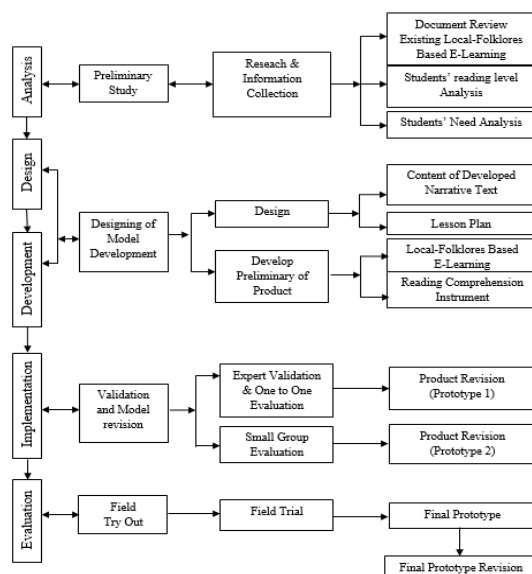 Analysis
Preliminary
Study
Reseach &
Information
Collection
Document Review
Existing Local-Folklores
Based E-Learning
Students' reading level
Analysis
Students' Need Analysis
Design
Development
Designing of
Model
Development
Design
Content of Developed
Narrative Text
Lesson Plan
Develop
Preliminary of
Product
Local-Folklores Based
E-Learning
Reading Comprehension
Instrument
Implementation
Validation
and Model
revision
Expert Validation
& One to One
Evaluation
Product Revision
(Prototype 1)
Small Group
Evaluation
Product Revision
(Prototype 2)
Evaluation
Field
Try Out
Field Trial
Final Prototype
Final Prototype Revision